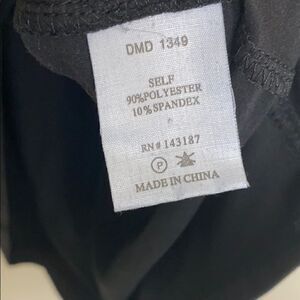 DMD 1349
SELF
90%POLYESTER
10%SPANDEX
RN# 143187
P
MADE IN CHINA